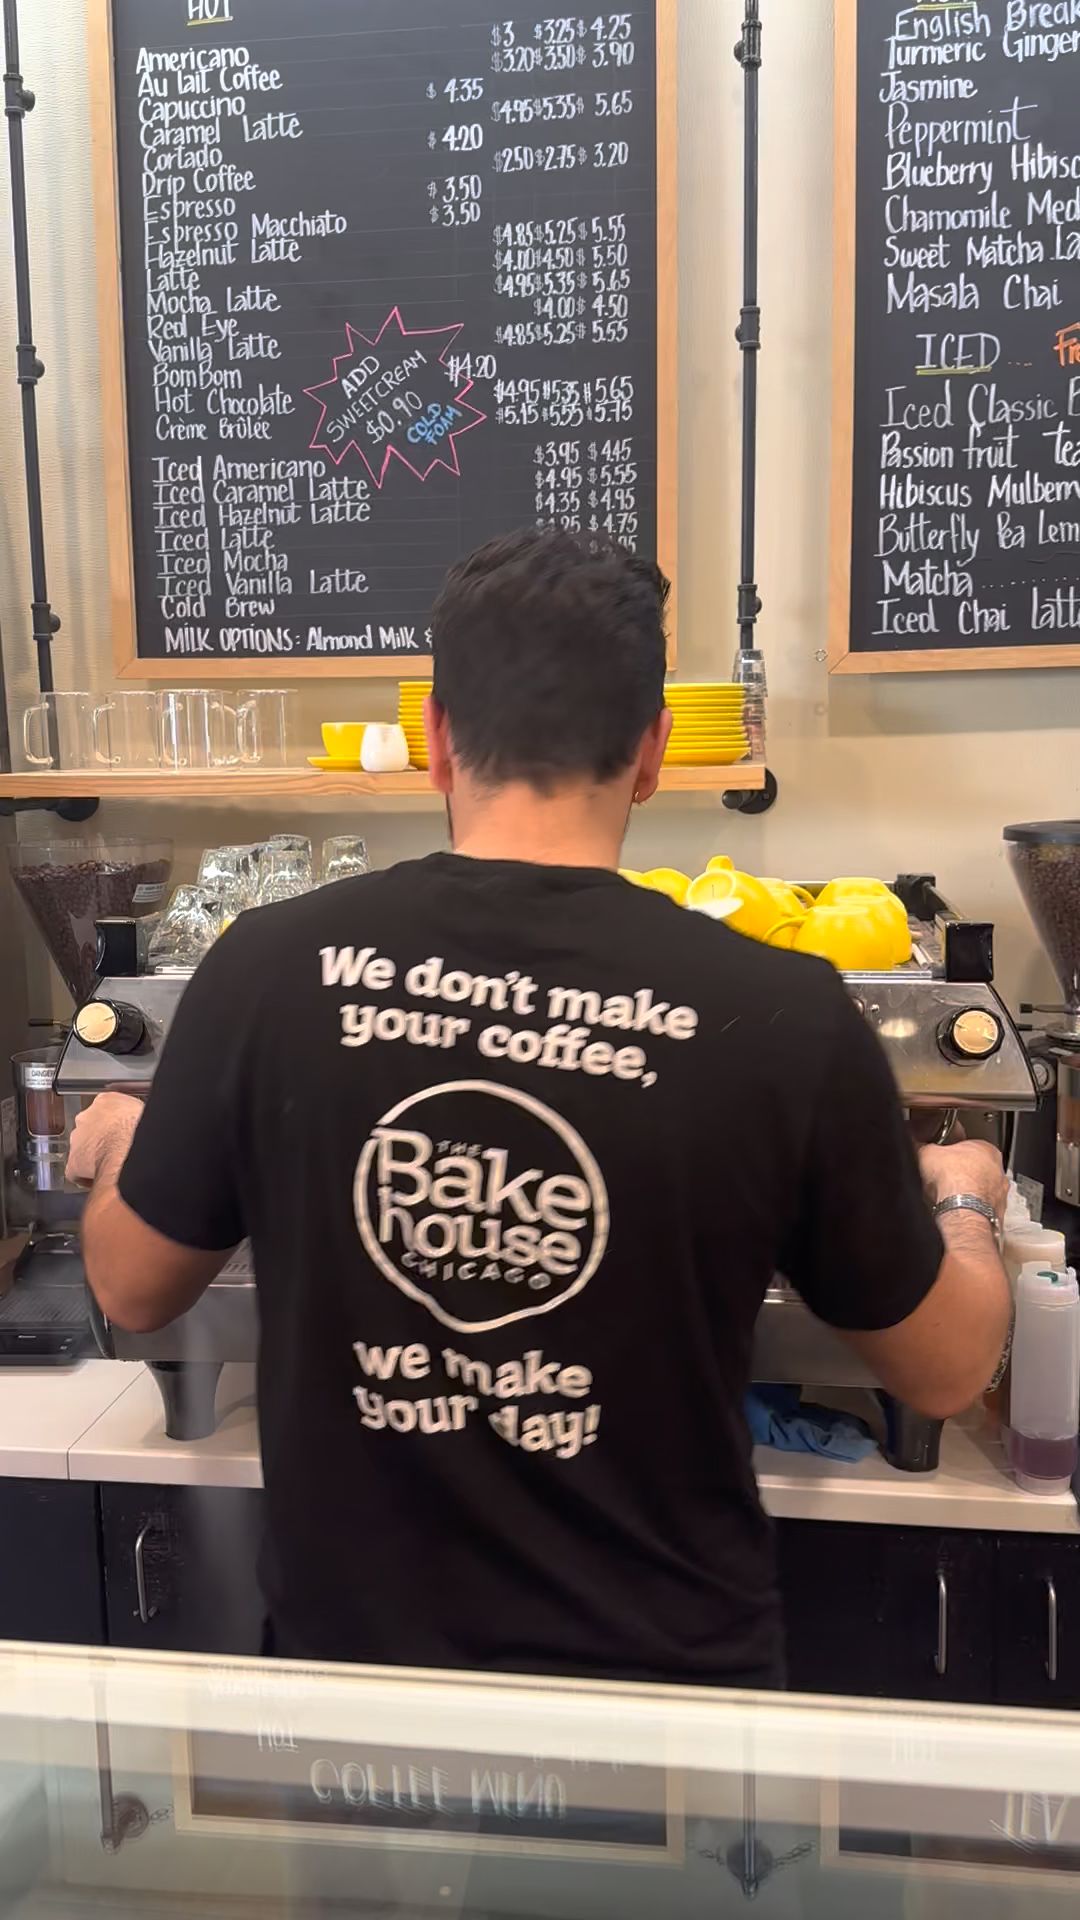 HOT
Americano $3 $3.25 $4.25
Au lait Coffee $3.20 $3.50 $3.90
Capuccino $4.35
Caramel Latte $4.95 $5.35 $5.65
Cortado $4.20
Drip Coffee $2.50 $2.75 $3.20
Espresso $3.50
Espresso Macchiato $3.50
Hazelnut Latte $4.85 $5.25 $5.55
Latte $4.00 $4.50 $5.50
Mocha Latte $4.95 $5.35 $5.65
Red Eye $4.00 $4.50
Vanilla Latte $4.85 $5.25 $5.55
BomBom $4.20
Hot Chocolate $4.95 $5.35 $5.65
Crème Brûlée $5.15 $5.55 $5.75
ADD
SWEETCREAM
$0.90 COLD
FOAM
Iced Americano $3.95 $4.45
Iced Caramel Latte $4.95 $5.55
Iced Hazelnut Latte $4.35 $4.95
Iced Latte $4.75
Iced Mocha
Iced Vanilla Latte
Cold Brew
MILK OPTIONS: Almond Milk &
English Break
Turmeric Ginger
Jasmine
Peppermint
Blueberry Hibisc
Chamomile Med
Sweet Matcha La
Masala Chai
ICED....
Iced Classic B
Passion fruit Tea
Hibiscus Mulberry
Butterfly Pea Lem
Matcha..........
Iced Chai Latt
We don't make
your coffee,
THE
Bake
house
CHICAGO
we make
your day!
DANGER
HOT
COFFEE MENU
TEA